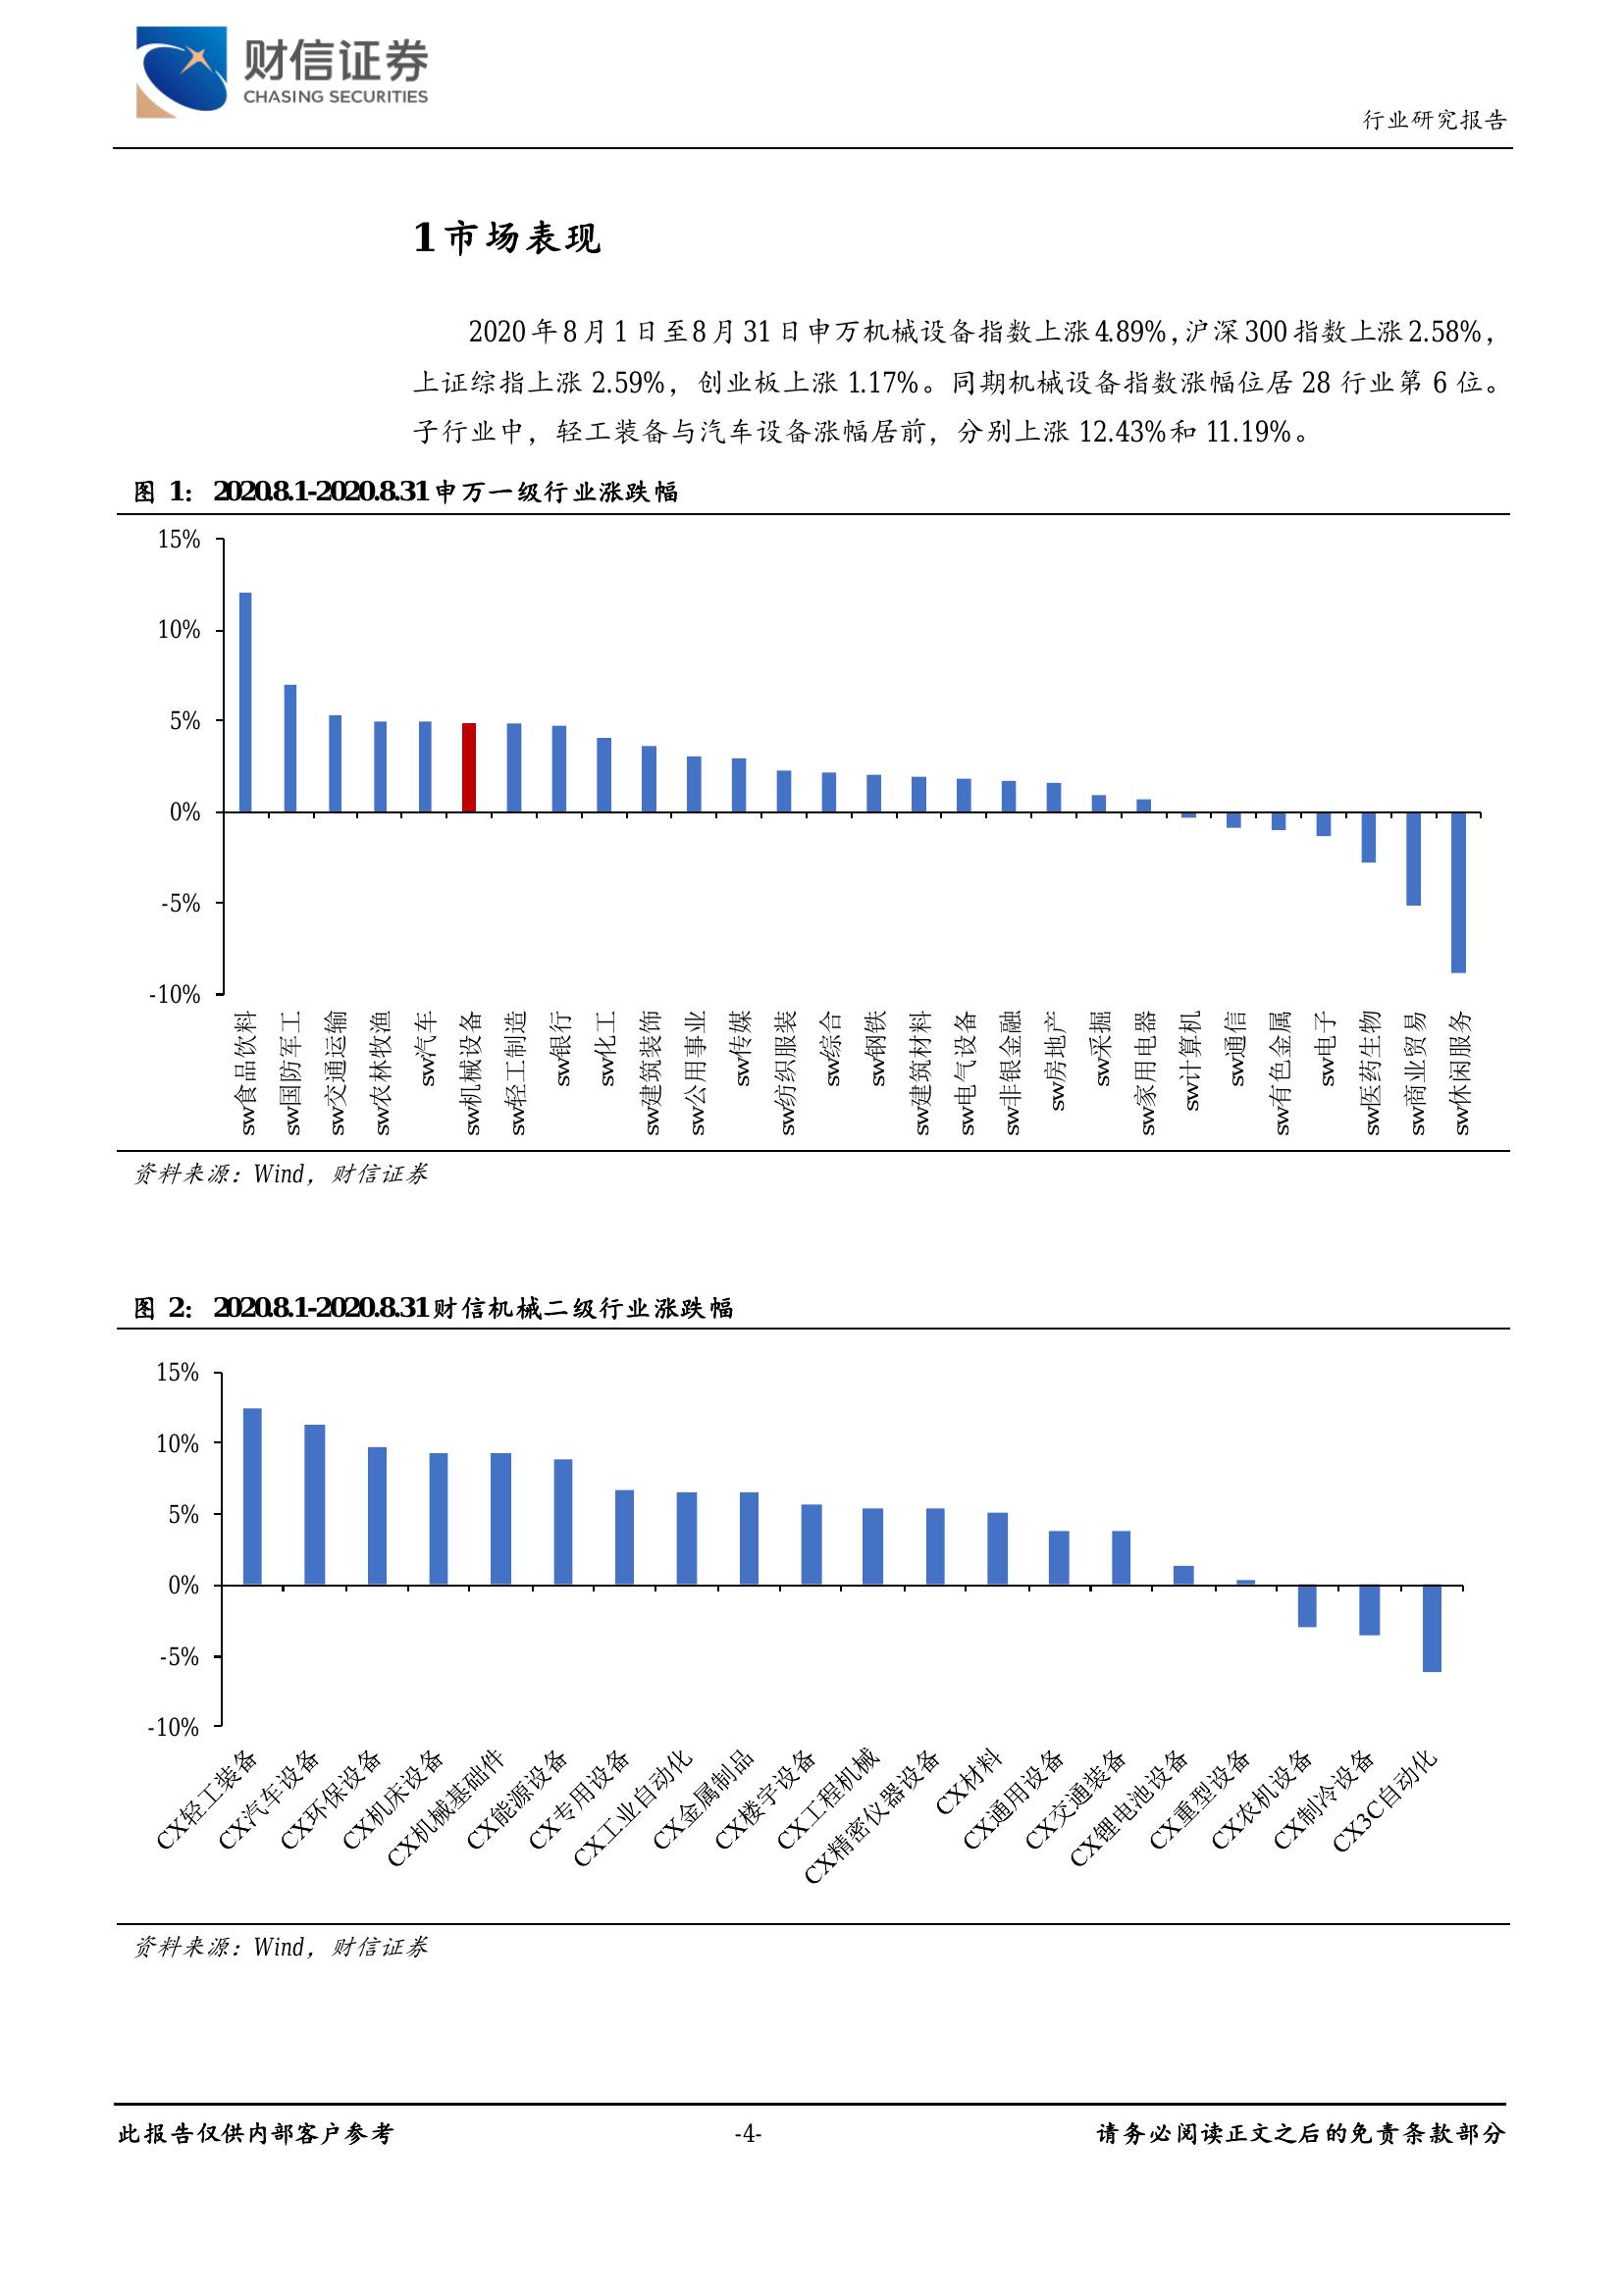 财信证券
CHASING SECURITIES
行业研究报告
1 市场表现
2020 年 8 月 1 日至 8 月 31 日申万机械设备指数上涨 4.89%，沪深 300 指数上涨 2.58%，
上证综指上涨 2.59%，创业板上涨 1.17%。同期机械设备指数涨幅位居 28 行业第 6 位。
子行业中，轻工装备与汽车设备涨幅居前，分别上涨 12.43%和 11.19%。
图 1： 2020.8.1-2020.8.31 申万一级行业涨跌幅
15%
10%
5%
0%
-5%
-10%
sw食品饮料
sw国防军工
sw交通运输
sw农林牧渔
sw汽车
sw机械设备
sw轻工制造
sw银行
sw化工
sw建筑装饰
sw公用事业
sw传媒
sw纺织服装
sw综合
sw钢铁
sw建筑材料
sw电气设备
sw非银金融
sw房地产
sw采掘
sw家用电器
sw计算机
sw通信
sw有色金属
sw电子
sw医药生物
sw商业贸易
sw休闲服务
资料来源：Wind，财信证券
图 2： 2020.8.1-2020.8.31 财信机械二级行业涨跌幅
15%
10%
5%
0%
-5%
-10%
CX轻工装备
CX汽车设备
CX环保设备
CX机床设备
CX机械基础件
CX能源设备
CX专用设备
CX工业自动化
CX金属制品
CX楼宇设备
CX工程机械
CX精密仪器设备
CX材料
CX通用设备
CX交通装备
CX锂电池设备
CX重型设备
CX农机设备
CX制冷设备
CX3C自动化
资料来源：Wind，财信证券
此报告仅供内部客户参考
-4-
请务必阅读正文之后的免责条款部分